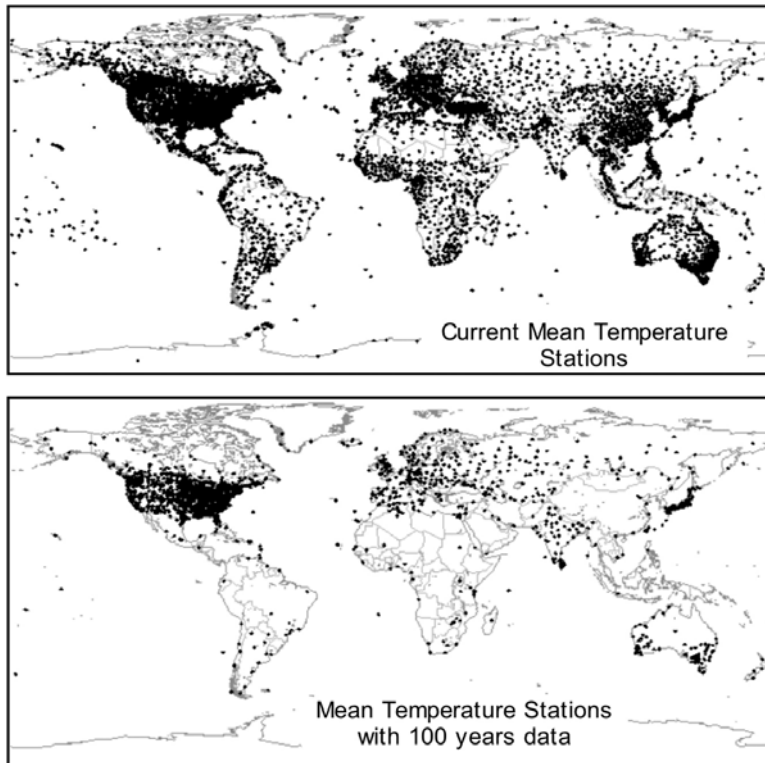 Current Mean Temperature
Stations
Mean Temperature Stations
with 100 years data